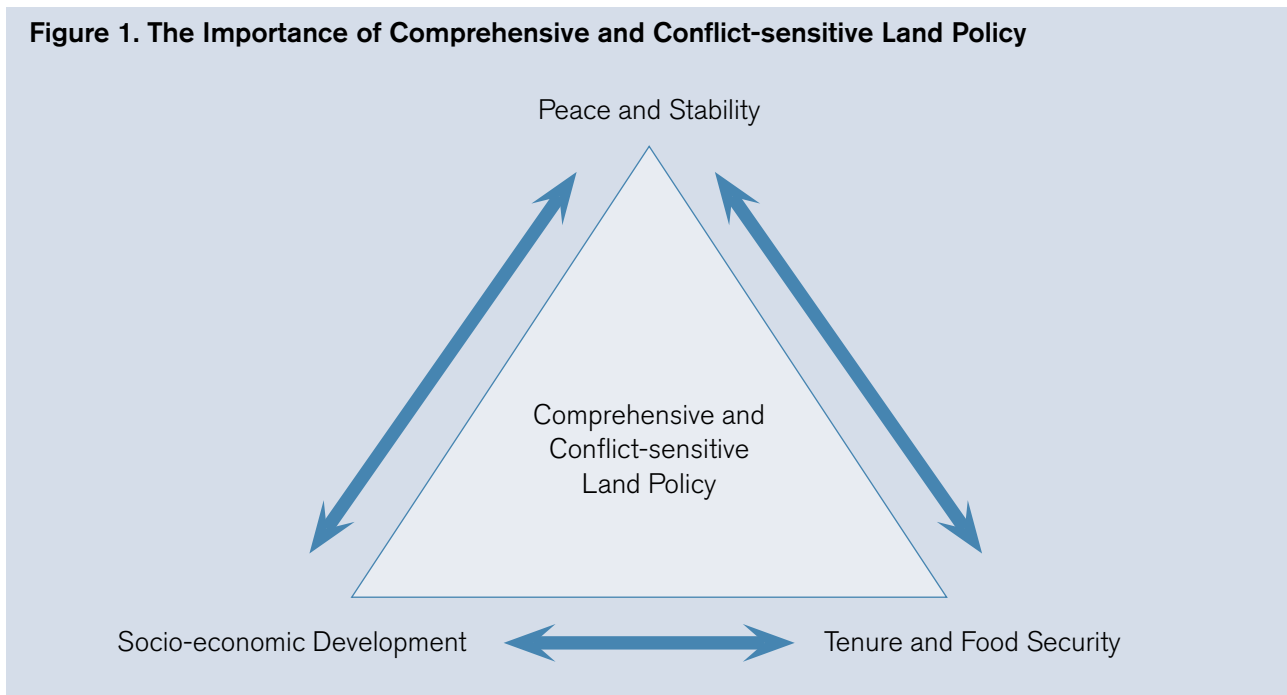 Figure 1. The Importance of Comprehensive and Conflict-sensitive Land Policy
Peace and Stability
Comprehensive and
Conflict-sensitive
Land Policy
Socio-economic Development
Tenure and Food Security